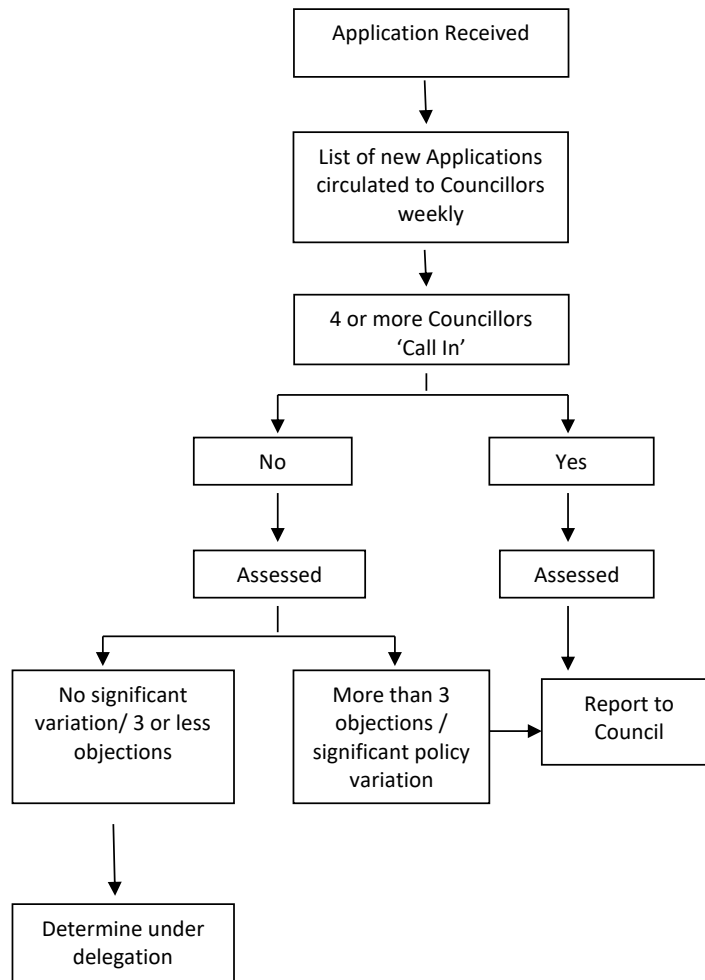 Application Received
List of new Applications
circulated to Councillors
weekly
4 or more Councillors
‘Call In’
No
Yes
Assessed
Assessed
No significant
variation/ 3 or less
objections
More than 3
objections /
significant policy
variation
Report to
Council
Determine under
delegation